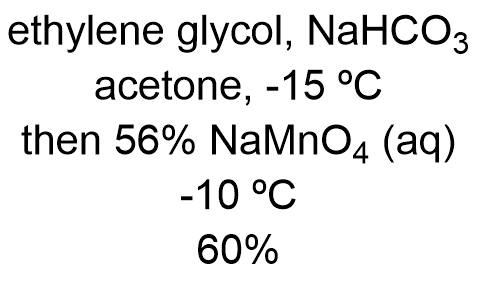 ethylene glycol, NaHCO₃
acetone, -15 ºC
then 56% NaMnO₄ (aq)
-10 ºC
60%